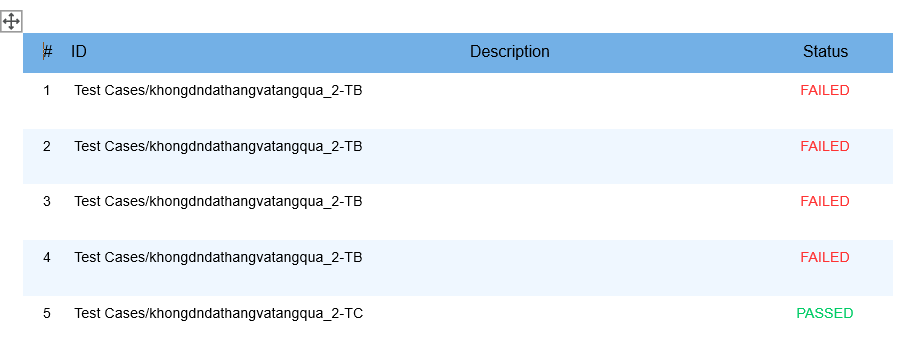 # ID Description Status
1 Test Cases/khongdndathangvatangqua_2-TB FAILED
2 Test Cases/khongdndathangvatangqua_2-TB FAILED
3 Test Cases/khongdndathangvatangqua_2-TB FAILED
4 Test Cases/khongdndathangvatangqua_2-TB FAILED
5 Test Cases/khongdndathangvatangqua_2-TC PASSED